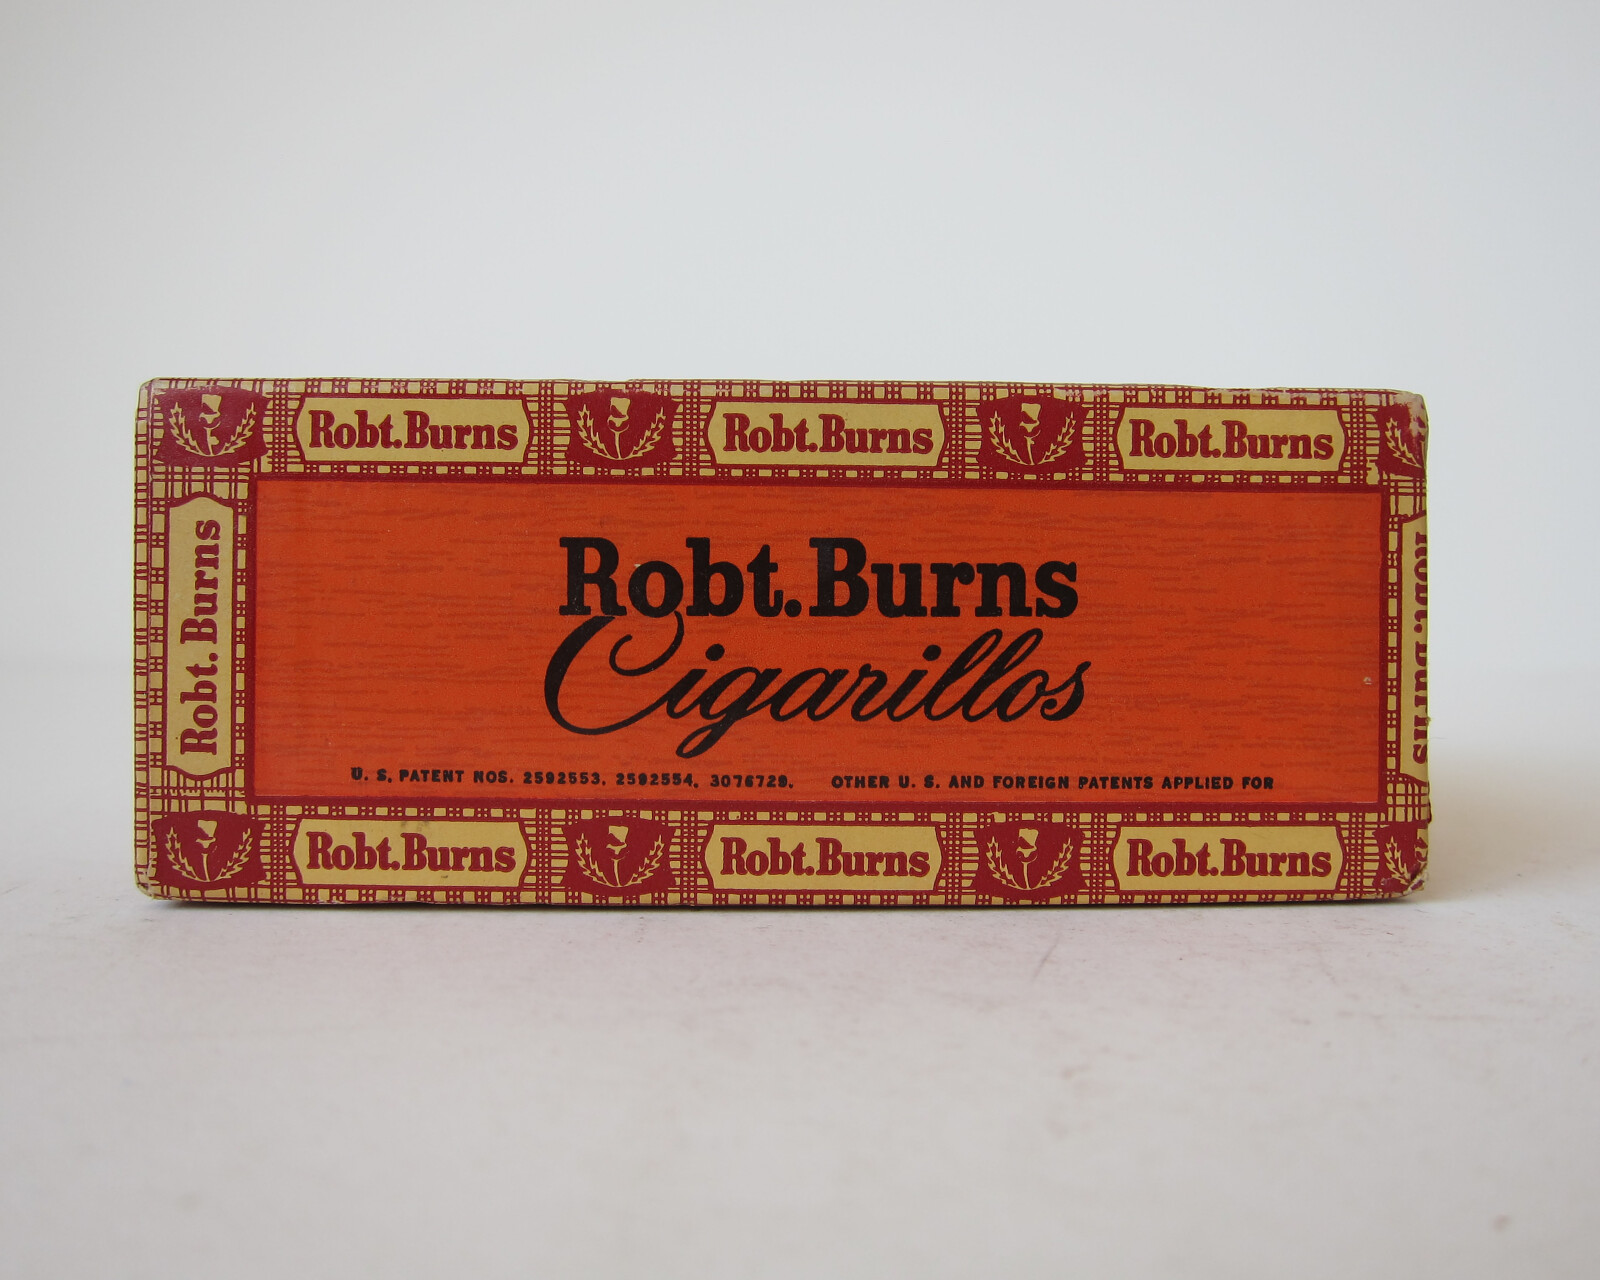 Robt. Burns
Robt. Burns
Robt. Burns
Robt. Burns
Robt. Burns
Cigarillos
U. S. PATENT NOS. 2592553. 2592554. 3076729. OTHER U. S. AND FOREIGN PATENTS APPLIED FOR
Robt. Burns
Robt. Burns
Robt. Burns
Robt. Burns